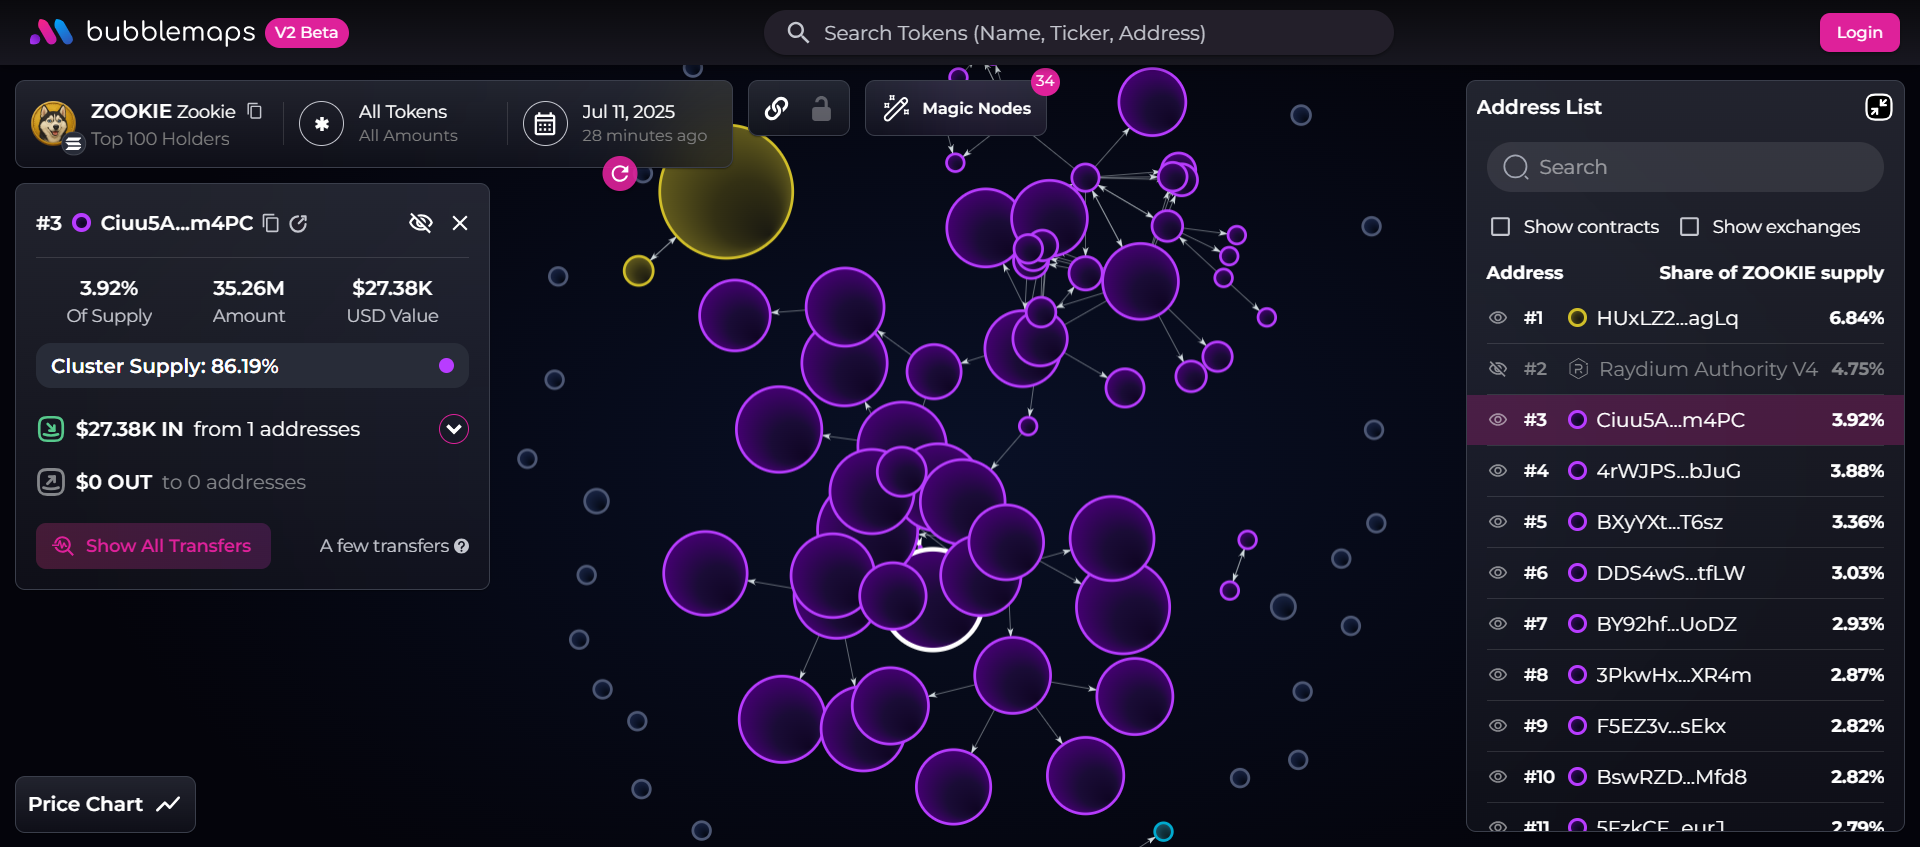 bubblemaps V2 Beta
Search Tokens (Name, Ticker, Address)
Login
ZOOKIE Zookie
Top 100 Holders
All Tokens
All Amounts
Jul 11, 2025
28 minutes ago
Magic Nodes
34
#3 Ciuu5A...m4PC
3.92%
Of Supply
35.26M
Amount
$27.38K
USD Value
Cluster Supply: 86.19%
$27.38K IN from 1 addresses
$0 OUT to 0 addresses
Show All Transfers
A few transfers ?
Price Chart
Address List
Search
Show contracts
Show exchanges
Address Share of ZOOKIE supply
#1 HUxLZ2...agLq 6.84%
#2 Raydium Authority V4 4.75%
#3 Ciuu5A...m4PC 3.92%
#4 4rWJPS...bJuG 3.88%
#5 BXyYXt...T6sz 3.36%
#6 DDS4wS...tfLW 3.03%
#7 BY92hf...UoDZ 2.93%
#8 3PkwHx...XR4m 2.87%
#9 F5EZ3v...sEkx 2.82%
#10 BswRZD...Mfd8 2.82%
#11 2.79%